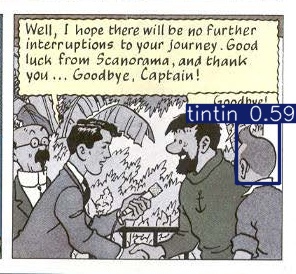 Well, I hope there will be no further
interruptions to your journey. Good
luck from Scanorama, and thank
you ... Goodbye, Captain!
Goodbye!
tintin 0.59